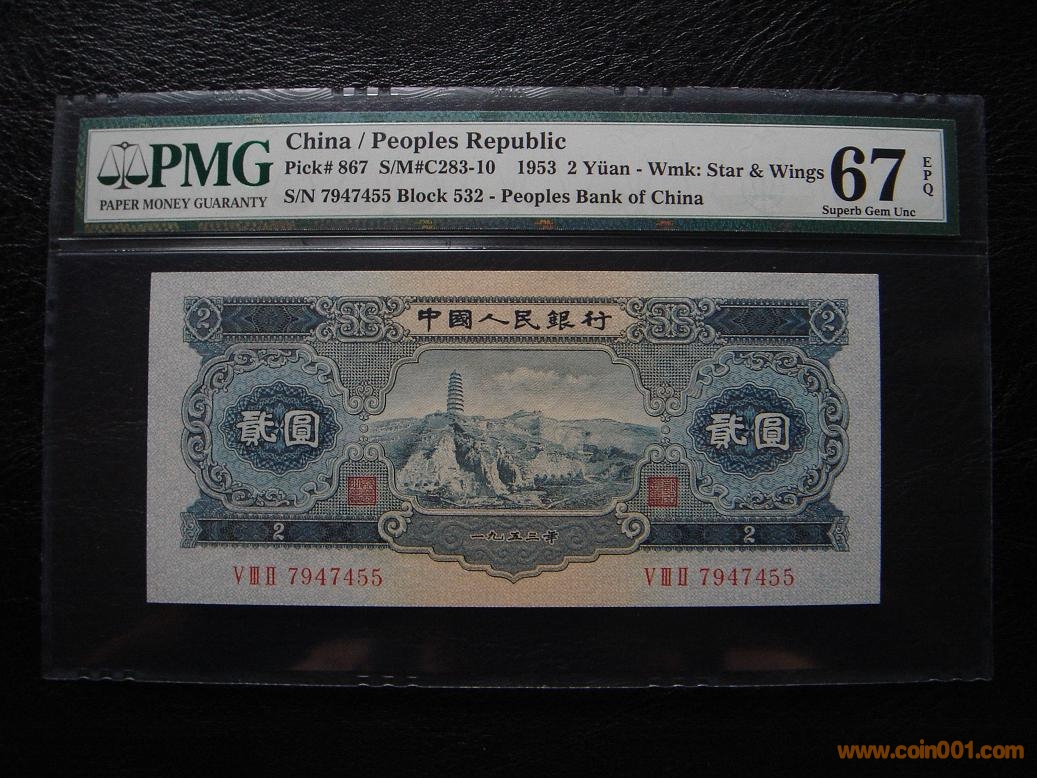 PMG
PAPER MONEY GUARANTY
China / Peoples Republic
Pick# 867 S/M#C283-10 1953 2 Yüan - Wmk: Star & Wings
S/N 7947455 Block 532 - Peoples Bank of China
67
Superb Gem Unc
EPQ
2 中國人民銀行 2
貳圓 貳圓
2 一九五三年 2
V III II 7947455 V III II 7947455
www.coin001.com